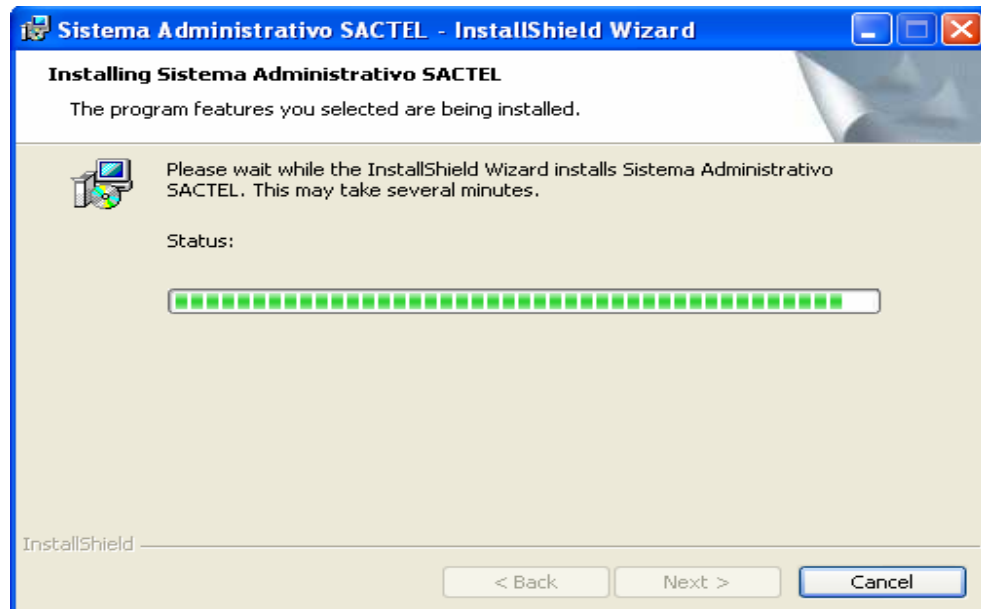 Sistema Administrativo SACTEL - InstallShield Wizard
Installing Sistema Administrativo SACTEL
The program features you selected are being installed.
Please wait while the InstallShield Wizard installs Sistema Administrativo
SACTEL. This may take several minutes.
Status:
InstallShield
< Back
Next >
Cancel